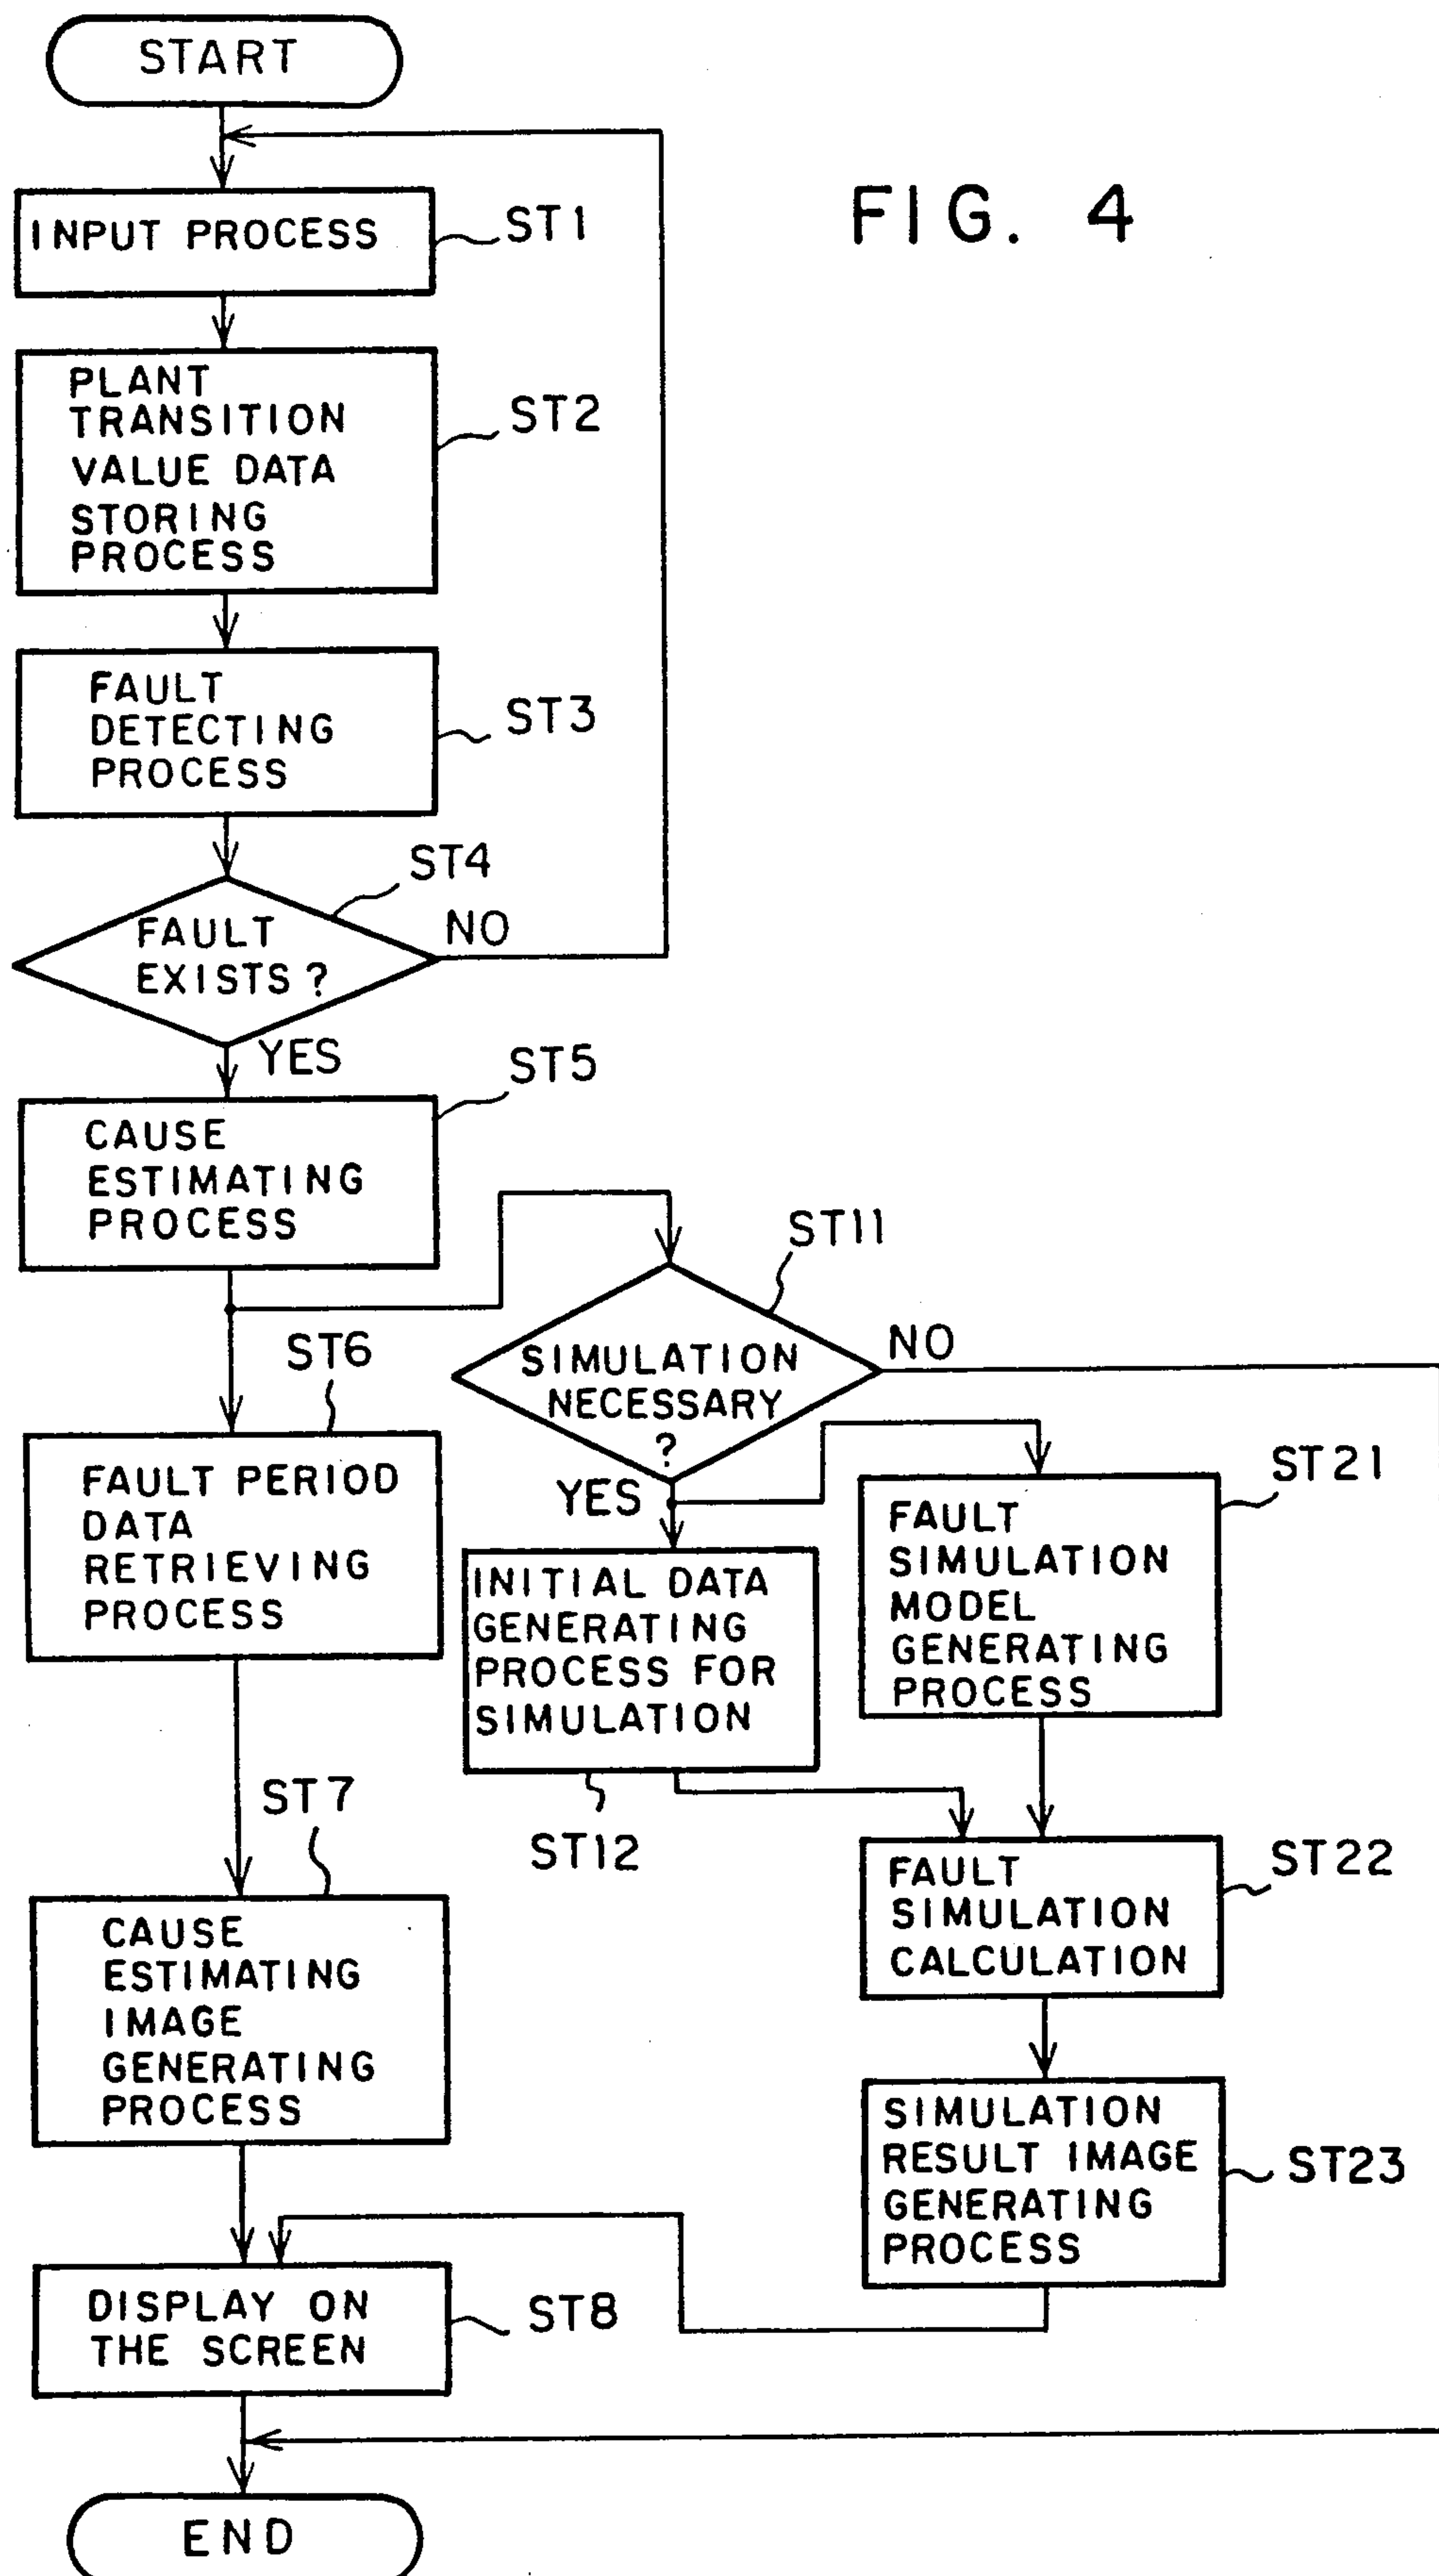 START
FIG. 4
INPUT PROCESS
ST1
PLANT
TRANSITION
VALUE DATA
STORING
PROCESS
ST2
FAULT
DETECTING
PROCESS
ST3
ST4
FAULT
EXISTS?
NO
YES
ST5
CAUSE
ESTIMATING
PROCESS
ST11
SIMULATION
NECESSARY
?
NO
YES
ST6
FAULT PERIOD
DATA
RETRIEVING
PROCESS
INITIAL DATA
GENERATING
PROCESS FOR
SIMULATION
ST12
ST21
FAULT
SIMULATION
MODEL
GENERATING
PROCESS
ST7
CAUSE
ESTIMATING
IMAGE
GENERATING
PROCESS
FAULT
SIMULATION
CALCULATION
ST22
SIMULATION
RESULT IMAGE
GENERATING
PROCESS
ST23
DISPLAY ON
THE SCREEN
ST8
END